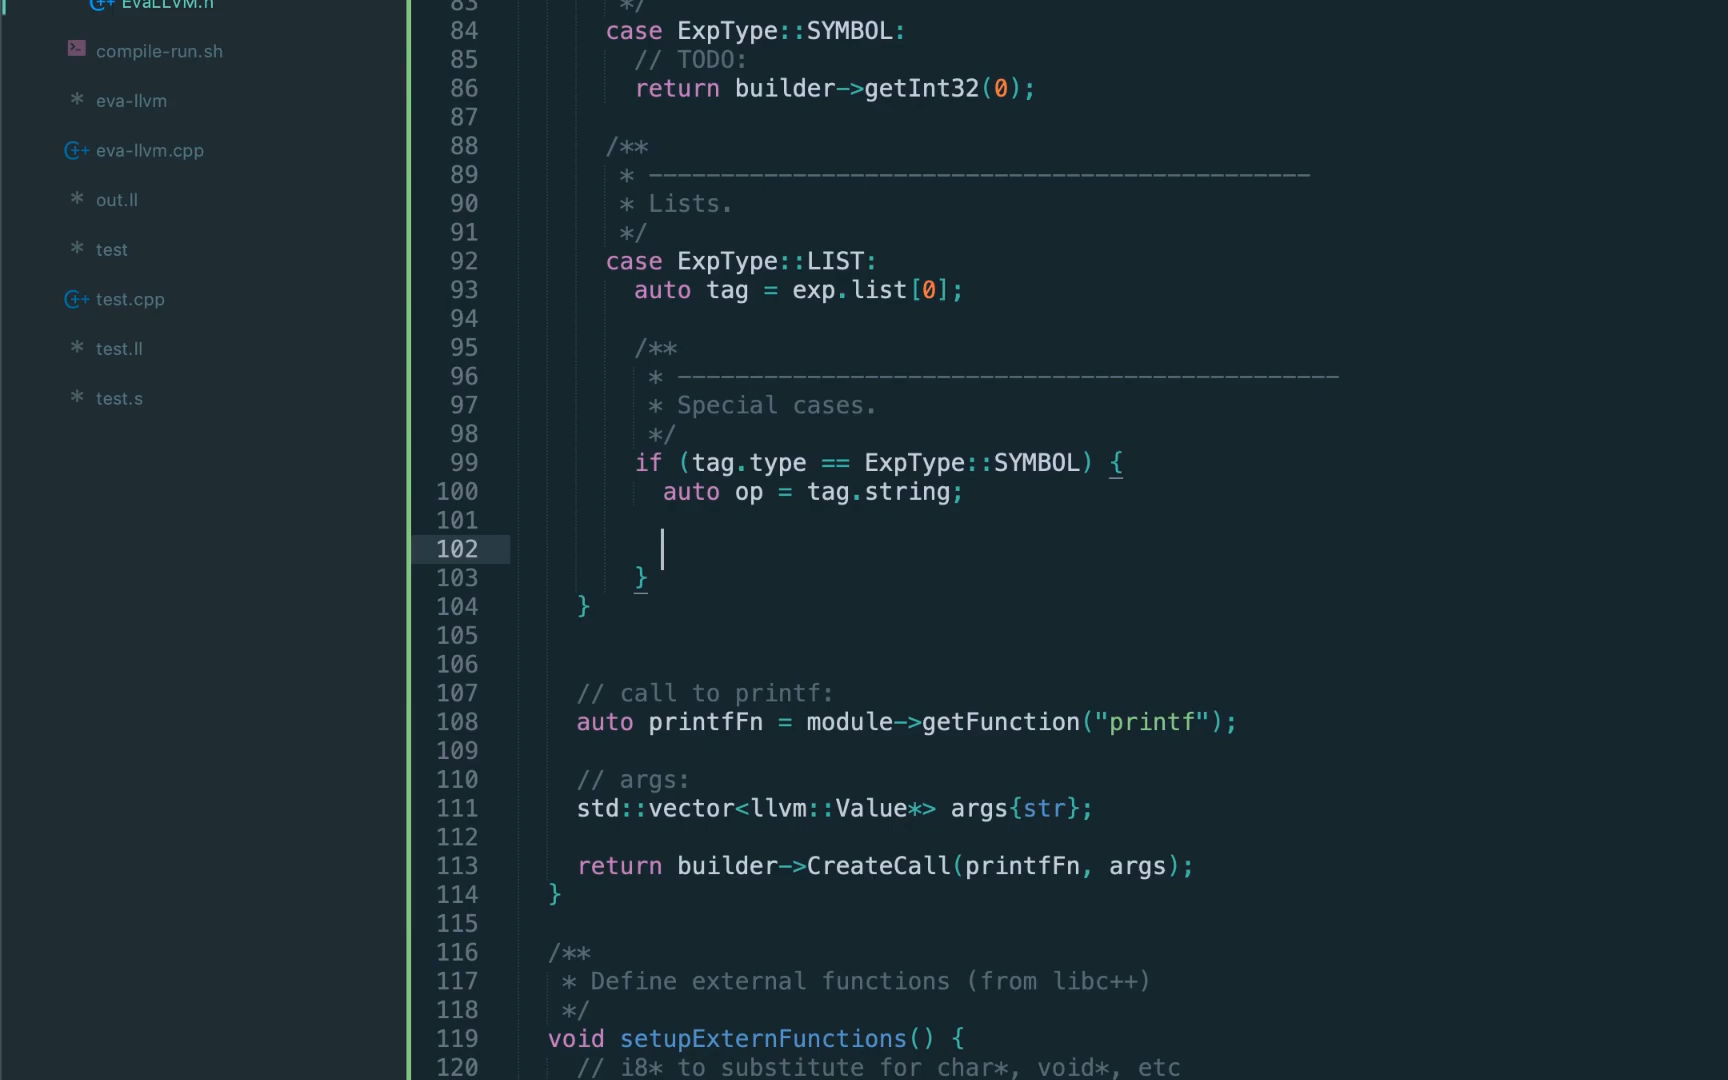 EvaLLVM.h
compile-run.sh
eva-llvm
eva-llvm.cpp
out.ll
test
test.cpp
test.ll
test.s
83 */
84 case ExpType::SYMBOL:
85 // TODO:
86 return builder->getInt32(0);
87
88 /**
89 * ----------------------------------------------
90 * Lists.
91 */
92 case ExpType::LIST:
93 auto tag = exp.list[0];
94
95 /**
96 * ----------------------------------------------
97 * Special cases.
98 */
99 if (tag.type == ExpType::SYMBOL) {
100 auto op = tag.string;
101
102
103 }
104 }
105
106
107 // call to printf:
108 auto printfFn = module->getFunction("printf");
109
110 // args:
111 std::vector<llvm::Value*> args{str};
112
113 return builder->CreateCall(printfFn, args);
114 }
115
116 /**
117 * Define external functions (from libc++)
118 */
119 void setupExternFunctions() {
120 // i8* to substitute for char*, void*, etc